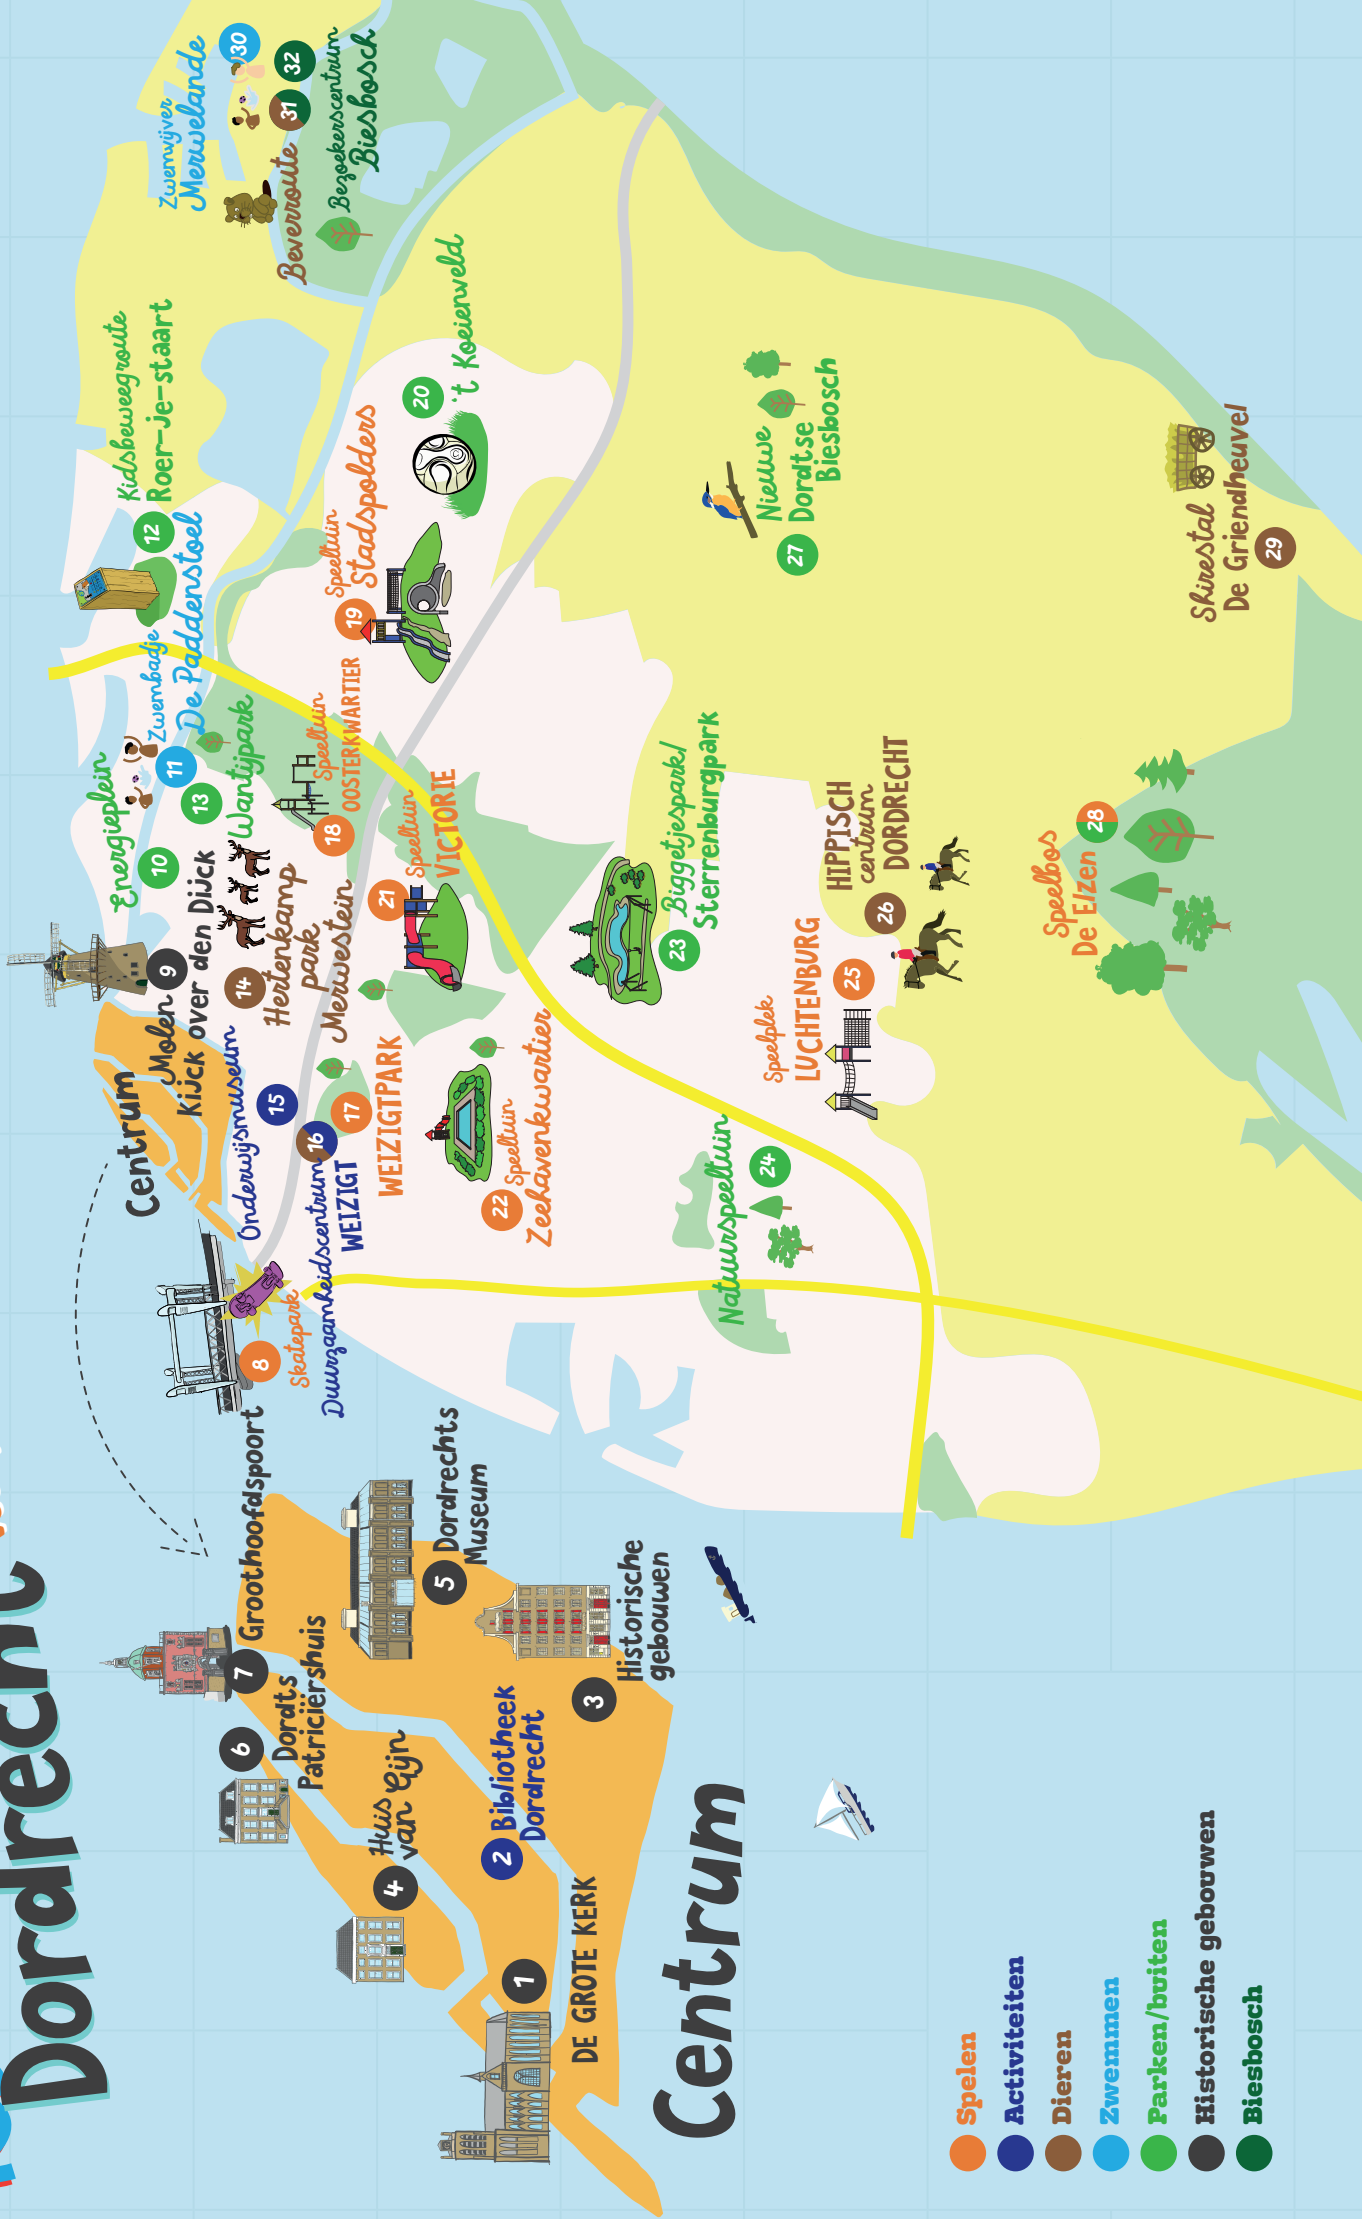 Dordrecht
Centrum
1
DE GROTE KERK
2
Bibliotheek
Dordrecht
3
Historische
gebouwen
4
Huis
van Gijn
5
Dordrechts
Museum
6
Dordts
Patriciërshuis
7
Groothoofdspoort
8
Skatepark
Centrum
9
Molen
Kijck over den Dijck
10
Energieplein
11
Zwembadje
De Paddenstoel
12
Kidsbeweegroute
Roer-je-staart
13
Wantijpark
14
Hertenkamp
park
Merwestein
15
Onderwijsmuseum
16
Duurzaamheidscentrum
WEIZIGT
17
WEIZIGTPARK
18
Speeltuin
OOSTERKWARTIER
19
Speeltuin
Stadspolders
20
't Koeienveld
21
Speeltuin
VICTORIE
22
Speeltuin
Zeehavenkwartier
23
Biggetjespark/
Sterrenburgpark
24
Natuurspeeltuin
25
Speelplek
LUCHTENBURG
26
HIPPISCH
centrum
DORDRECHT
27
Nieuwe
Dordtse
Biesbosch
28
Speelbos
De Elzen
29
Shirestal
De Griendheuvel
30
Zwemvijver
Merwelande
31
Beverroute
32
Bezoekerscentrum
Biesbosch
Spelen
Activiteiten
Dieren
Zwemmen
Parken/buiten
Historische gebouwen
Biesbosch